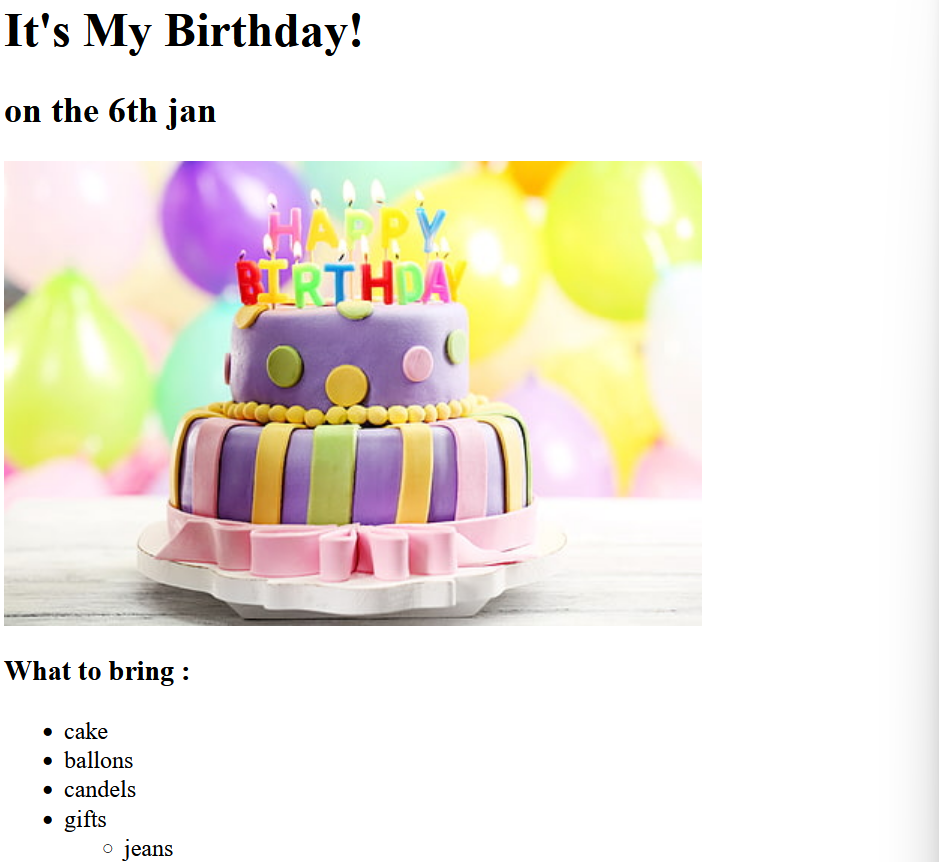 It's My Birthday!
on the 6th jan
HAPPY
BIRTHDAY
What to bring :
cake
ballons
candels
gifts
jeans